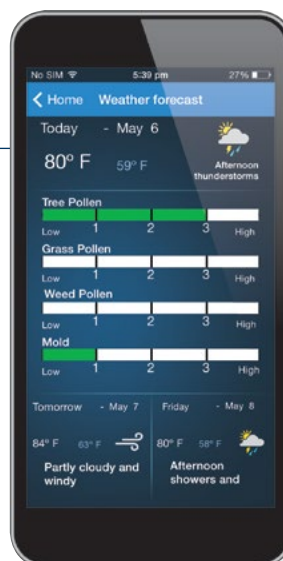 No SIM 5:39 pm 27%
Home Weather forecast
Today - May 6
80° F 59° F
Afternoon
thunderstorms
Tree Pollen
Low 1 2 3 High
Grass Pollen
Low 1 2 3 High
Weed Pollen
Low 1 2 3 High
Mold
Low 1 2 3 High
Tomorrow - May 7
84° F 63° F
Partly cloudy and
windy
Friday - May 8
80° F 58° F
Afternoon
showers and